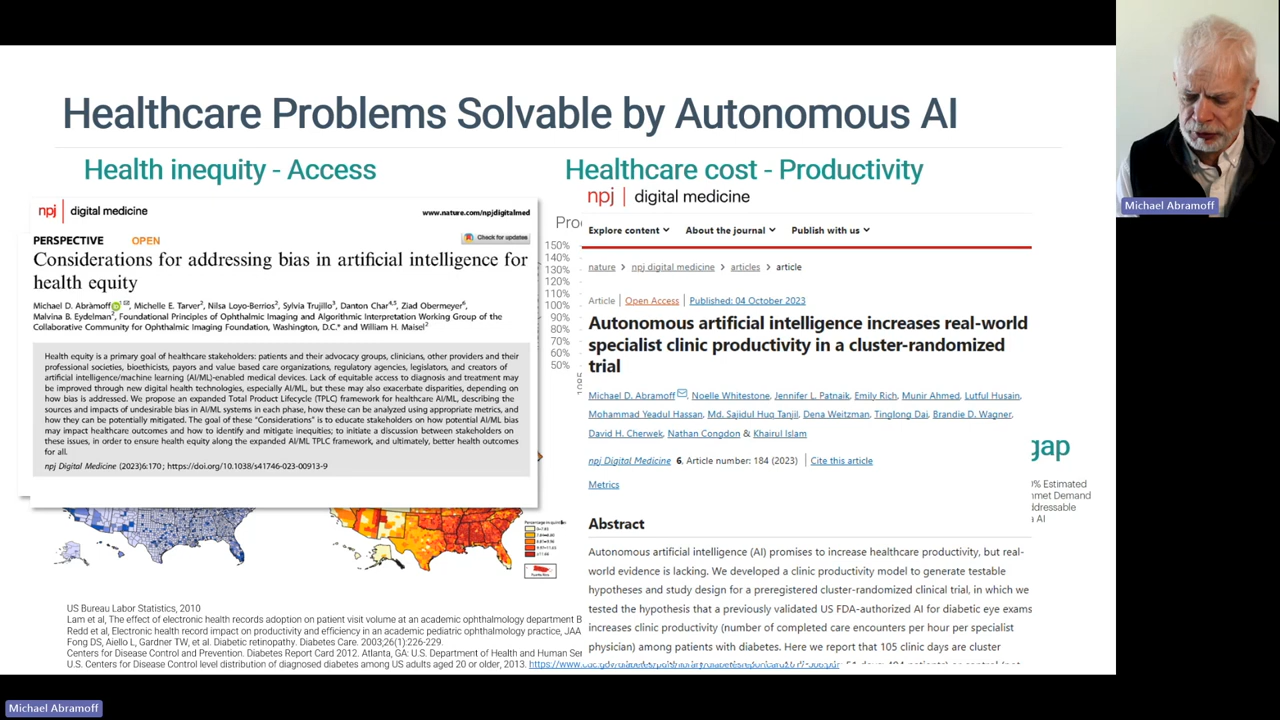 Healthcare Problems Solvable by Autonomous AI
Health inequity - Access
npj | digital medicine
www.nature.com/npjdigitalmed
PERSPECTIVE OPEN
Check for updates
Considerations for addressing bias in artificial intelligence for
health equity
Michael D. Abràmoff, Michelle E. Tarver², Nilsa Loyo-Berrios², Sylvia Trujillo³, Danton Char⁴,⁵, Ziad Obermeyer⁶,
Malvina B. Eydelman², Foundational Principles of Ophthalmic Imaging and Algorithmic Interpretation Working Group of the
Collaborative Community for Ophthalmic Imaging Foundation, Washington, D.C.* and William H. Maisel²
Health equity is a primary goal of healthcare stakeholders: patients and their advocacy groups, clinicians, other providers and their
professional societies, bioethicists, payors and value based care organizations, regulatory agencies, legislators, and creators of
artificial intelligence/machine learning (AI/ML)-enabled medical devices. Lack of equitable access to diagnosis and treatment may
be improved through new digital health technologies, especially AI/ML, but these may also exacerbate disparities, depending on
how bias is addressed. We propose an expanded Total Product Lifecycle (TPLC) framework for healthcare AI/ML, describing the
sources and impacts of undesirable bias in AI/ML systems in each phase, how these can be analyzed using appropriate metrics, and
how they can be potentially mitigated. The goal of these "Considerations" is to educate stakeholders on how potential AI/ML bias
may impact healthcare outcomes and how to identify and mitigate inequities; to initiate a discussion between stakeholders on
these issues, in order to ensure health equity along the expanded AI/ML TPLC framework, and ultimately, better health outcomes
for all.
npj Digital Medicine (2023)6:170 ; https://doi.org/10.1038/s41746-023-00913-9
Healthcare cost - Productivity
150%
140%
130%
120%
110%
100%
90%
80%
70%
60%
50%
1985
npj | digital medicine
Explore content About the journal Publish with us
nature > npj digital medicine > articles > article
Article | Open Access | Published: 04 October 2023
Autonomous artificial intelligence increases real-world
specialist clinic productivity in a cluster-randomized
trial
Michael D. Abramoff, Noelle Whitestone, Jennifer L. Patnaik, Emily Rich, Munir Ahmed, Lutful Husain,
Mohammad Yeadul Hassan, Md. Sajidul Huq Tanjil, Dena Weitzman, Tinglong Dai, Brandie D. Wagner,
David H. Cherwek, Nathan Congdon & Khairul Islam
npj Digital Medicine 6, Article number: 184 (2023) | Cite this article
Metrics
Abstract
Autonomous artificial intelligence (AI) promises to increase healthcare productivity, but real-
world evidence is lacking. We developed a clinic productivity model to generate testable
hypotheses and study design for a preregistered cluster-randomized clinical trial, in which we
tested the hypothesis that a previously validated US FDA-authorized AI for diabetic eye exams
increases clinic productivity (number of completed care encounters per hour per specialist
physician) among patients with diabetes. Here we report that 105 clinic days are cluster
gap
% Estimated
AI
US Bureau Labor Statistics, 2010
Lam et al, The effect of electronic health records adoption on patient visit volume at an academic ophthalmology department B
Redd et al, Electronic health record impact on productivity and efficiency in an academic pediatric ophthalmology practice, JAA
Fong DS, Aiello L, Gardner TW, et al. Diabetic retinopathy. Diabetes Care. 2003;26(1):226-229.
Centers for Disease Control and Prevention. Diabetes Report Card 2012. Atlanta, GA: U.S. Department of Health and Human Ser
U.S. Centers for Disease Control level distribution of diagnosed diabetes among US adults aged 20 or older, 2013.
Michael Abramoff
Michael Abramoff